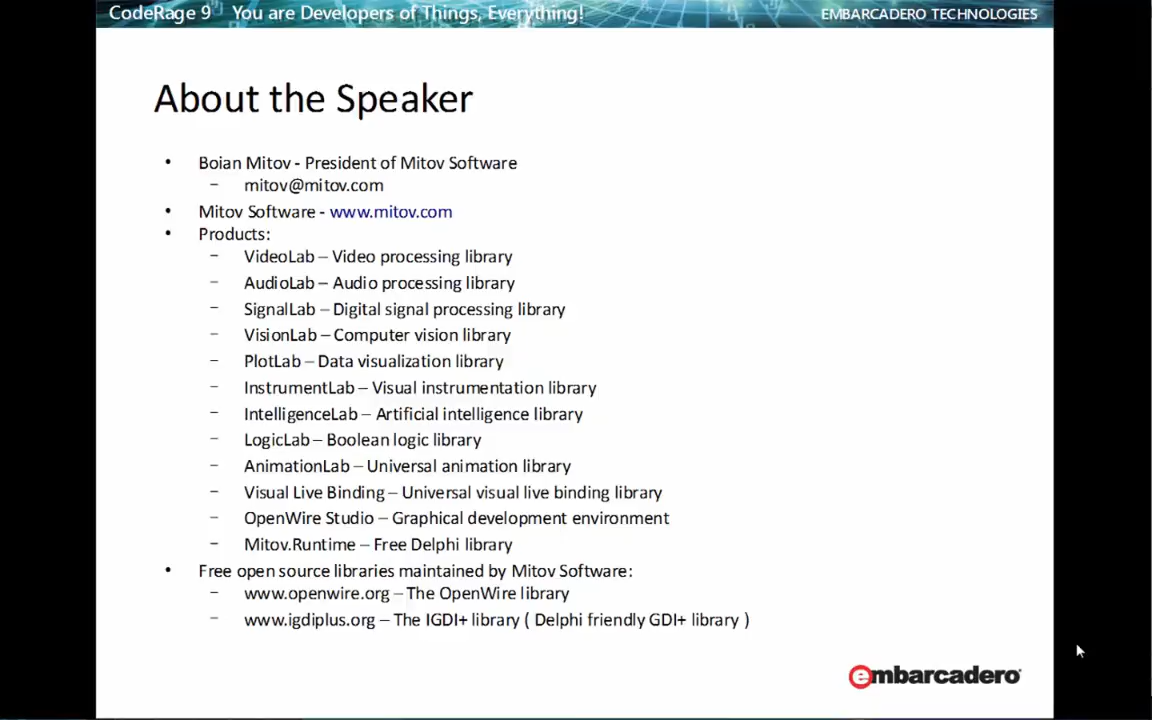 CodeRage 9 You are Developers of Things, Everything! EMBARCADERO TECHNOLOGIES
About the Speaker
• Boian Mitov - President of Mitov Software
– mitov@mitov.com
• Mitov Software - www.mitov.com
• Products:
– VideoLab – Video processing library
– AudioLab – Audio processing library
– SignalLab – Digital signal processing library
– VisionLab – Computer vision library
– PlotLab – Data visualization library
– InstrumentLab – Visual instrumentation library
– IntelligenceLab – Artificial intelligence library
– LogicLab – Boolean logic library
– AnimationLab – Universal animation library
– Visual Live Binding – Universal visual live binding library
– OpenWire Studio – Graphical development environment
– Mitov.Runtime – Free Delphi library
• Free open source libraries maintained by Mitov Software:
– www.openwire.org – The OpenWire library
– www.igdiplus.org – The IGDI+ library ( Delphi friendly GDI+ library )
embarcadero